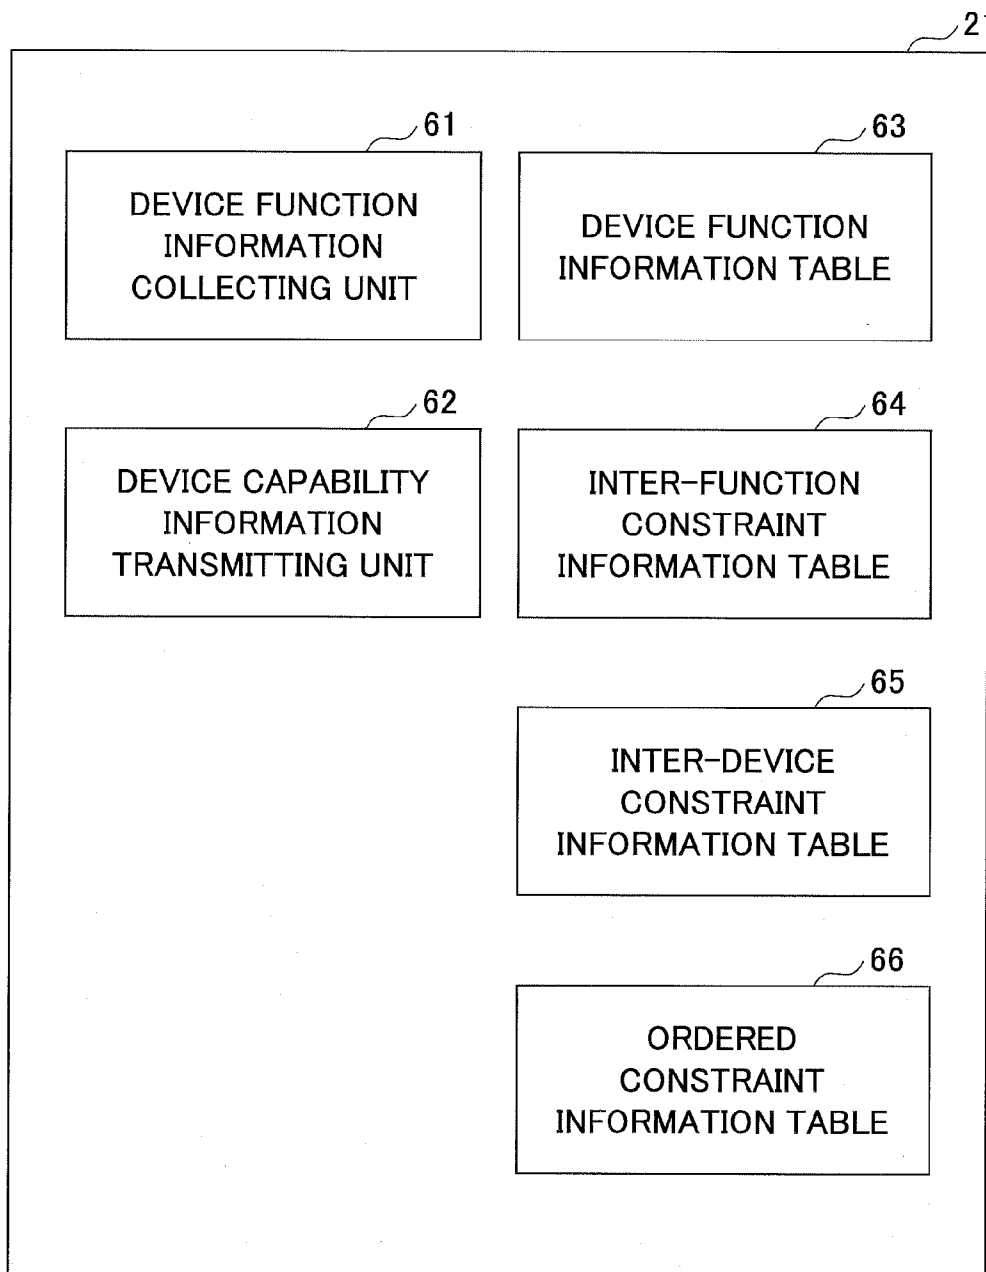 61
DEVICE FUNCTION
INFORMATION
COLLECTING UNIT
63
DEVICE FUNCTION
INFORMATION TABLE
62
DEVICE CAPABILITY
INFORMATION
TRANSMITTING UNIT
64
INTER-FUNCTION
CONSTRAINT
INFORMATION TABLE
65
INTER-DEVICE
CONSTRAINT
INFORMATION TABLE
66
ORDERED
CONSTRAINT
INFORMATION TABLE